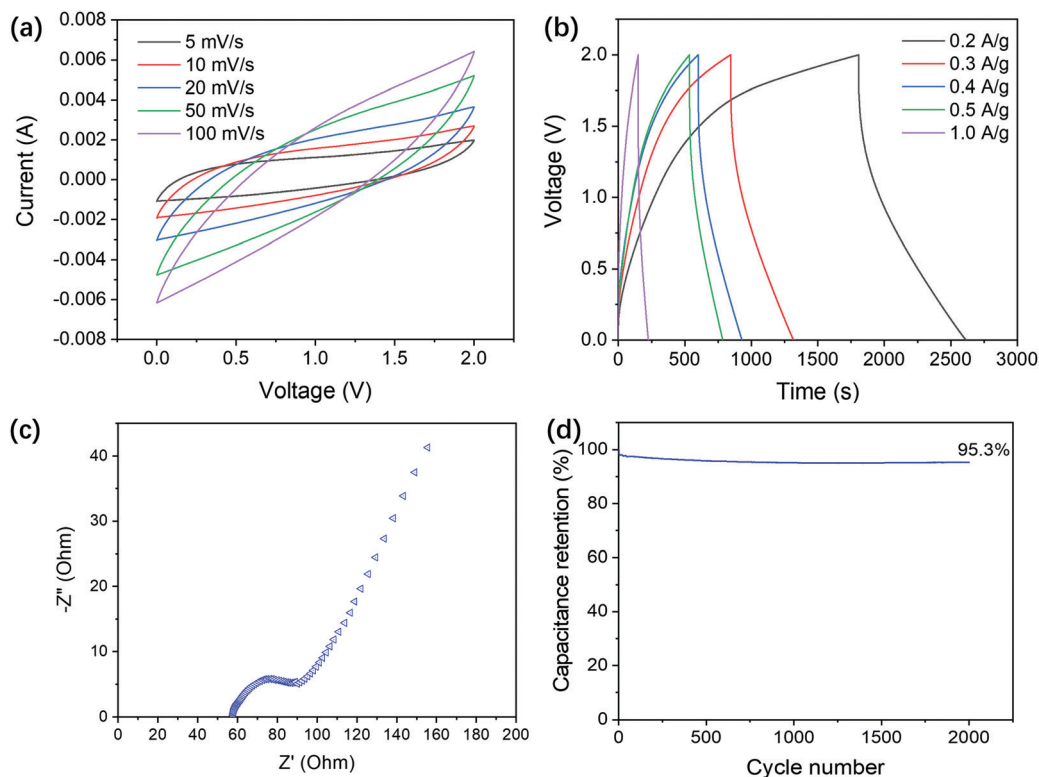 (a)
5 mV/s
10 mV/s
20 mV/s
50 mV/s
100 mV/s
0.008
0.006
0.004
0.002
0.000
-0.002
-0.004
-0.006
-0.008
Current (A)
0.0 0.5 1.0 1.5 2.0
Voltage (V)
(b)
0.2 A/g
0.3 A/g
0.4 A/g
0.5 A/g
1.0 A/g
2.0
1.5
1.0
0.5
0.0
Voltage (V)
0 500 1000 1500 2000 2500 3000
Time (s)
(c)
40
30
20
10
0
-Z" (Ohm)
0 20 40 60 80 100 120 140 160 180 200
Z' (Ohm)
(d)
95.3%
100
80
60
40
20
0
Capacitance retention (%)
0 500 1000 1500 2000
Cycle number